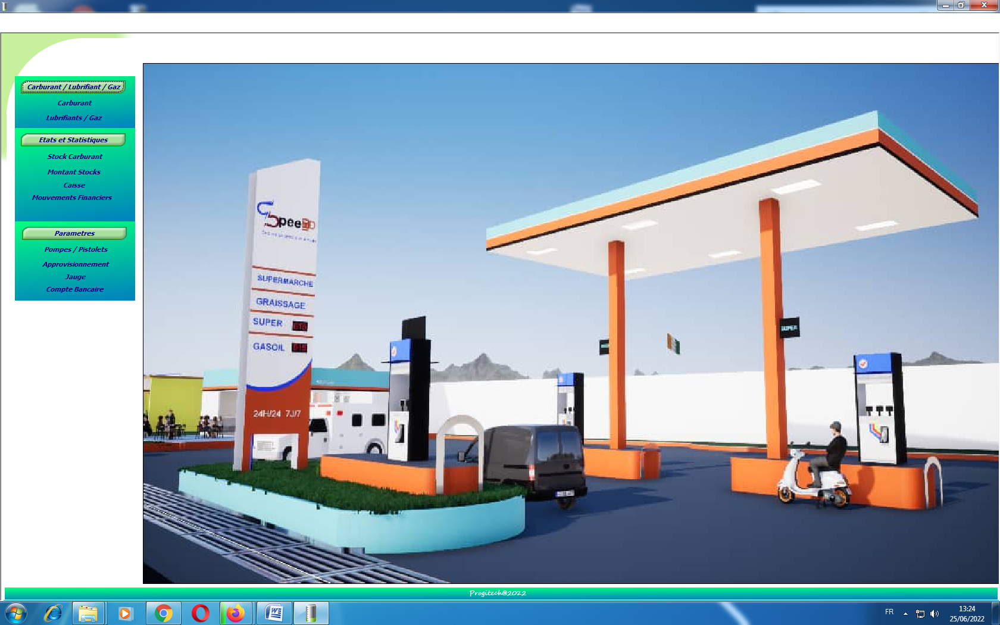 Carburant / Lubrifiant / Gaz
Carburant
Lubrifiants / Gaz
Etats et Statistiques
Stock Carburant
Montant Stocks
Caisse
Mouvements Financiers
Parametres
Pompes / Pistolets
Approvisionnement
Jauge
Compte Bancaire
SUPERMARCHE
GRAISSAGE
SUPER
GASOIL 615
24H/24 7J/7
SUPER
Progitech@2022
FR
13:24
25/06/2022